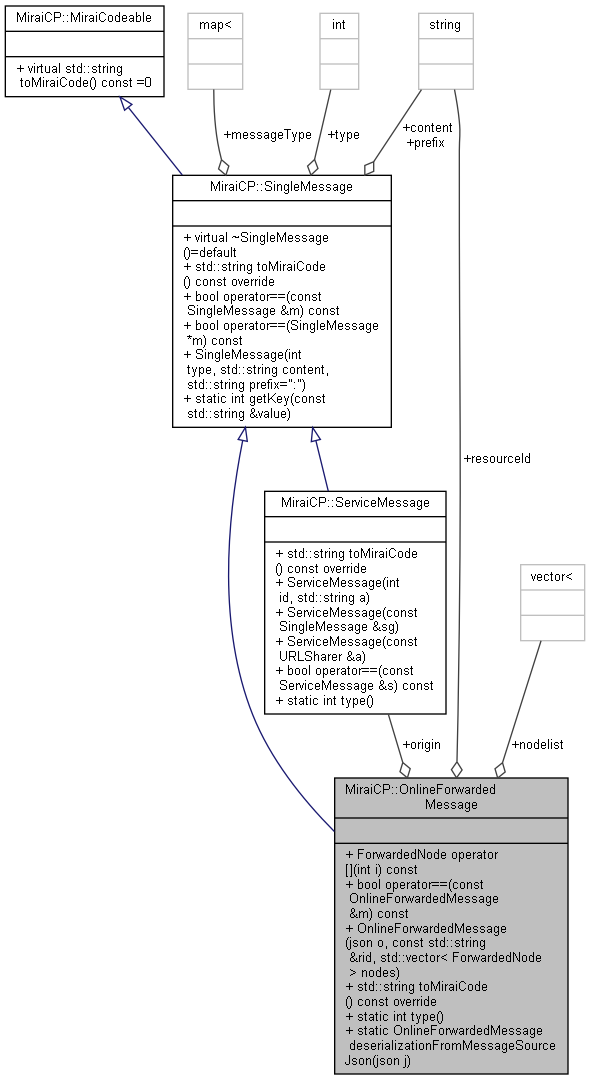 MiraiCP::MiraiCodeable
+ virtual std::string
toMiraiCode() const =0
map<
int
string
+messageType
+type
+content
+prefix
MiraiCP::SingleMessage
+ virtual ~SingleMessage
()=default
+ std::string toMiraiCode
() const override
+ bool operator==(const
SingleMessage &m) const
+ bool operator==(SingleMessage
*m) const
+ SingleMessage(int
type, std::string content,
std::string prefix=":")
+ static int getKey(const
std::string &value)
+resourceId
MiraiCP::ServiceMessage
+ std::string toMiraiCode
() const override
+ ServiceMessage(int
id, std::string a)
+ ServiceMessage(const
SingleMessage &sg)
+ ServiceMessage(const
URLSharer &a)
+ bool operator==(const
ServiceMessage &s) const
+ static int type()
vector<
+origin
+nodelist
MiraiCP::OnlineForwarded
Message
+ ForwardedNode operator
[](int i) const
+ bool operator==(const
OnlineForwardedMessage
&m) const
+ OnlineForwardedMessage
(json o, const std::string
&rid, std::vector< ForwardedNode
> nodes)
+ std::string toMiraiCode
() const override
+ static int type()
+ static OnlineForwardedMessage
deserializationFromMessageSource
Json(json j)